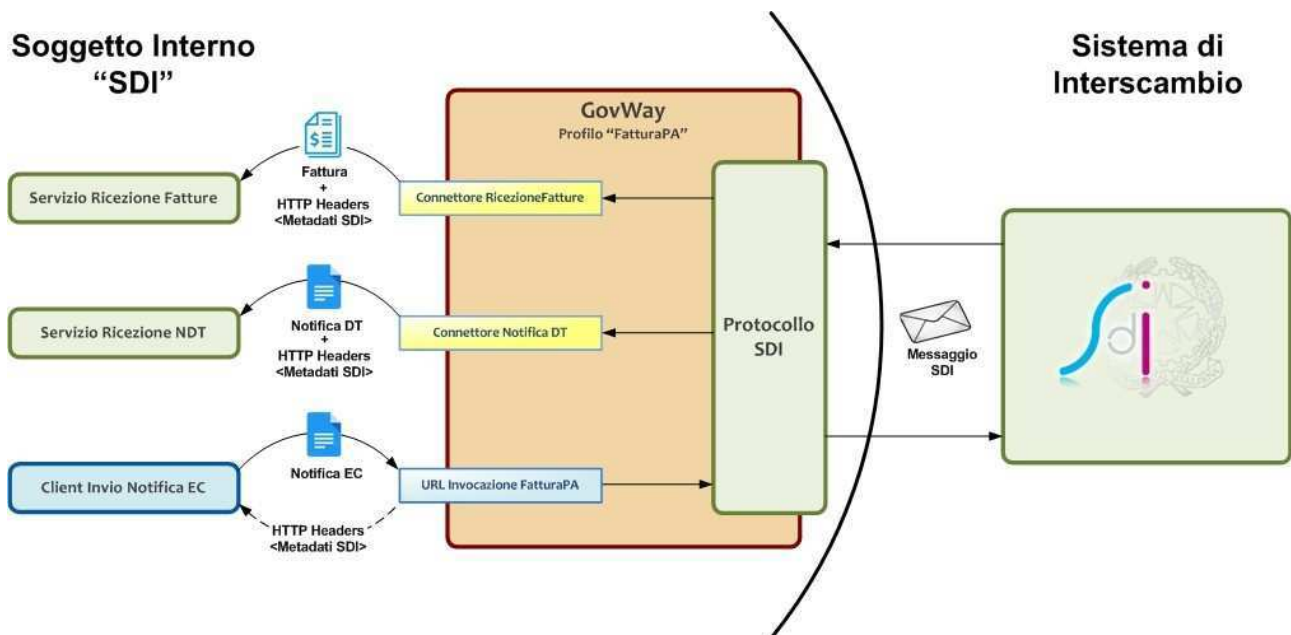 Soggetto Interno
“SDI”
GovWay
Profilo “FatturaPA”
Sistema di
Interscambio
Servizio Ricezione Fatture
Fattura
+
HTTP Headers
<Metadati SDI>
Connettore RicezioneFatture
Servizio Ricezione NDT
Notifica DT
+
HTTP Headers
<Metadati SDI>
Connettore Notifica DT
Protocollo
SDI
Messaggio
SDI
Sdi
Client Invio Notifica EC
Notifica EC
URL Invocazione FatturaPA
HTTP Headers
<Metadati SDI>